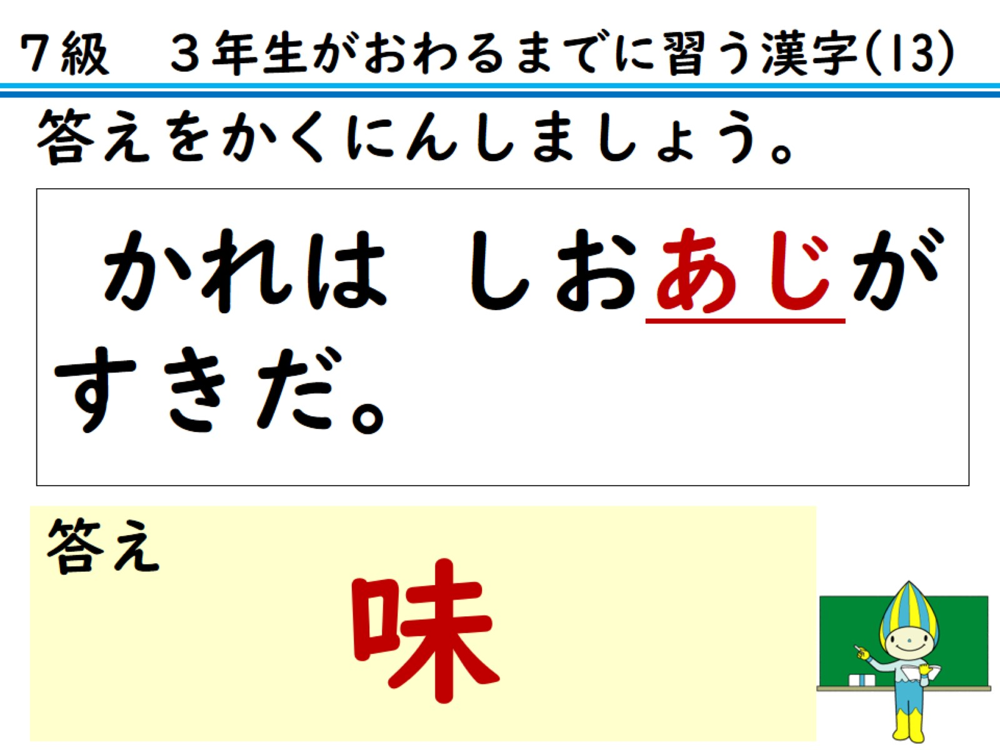 ７級　３年生がおわるまでに習う漢字(13)
答えをかくにんしましょう。
かれは しおあじが
すきだ。
答え
味